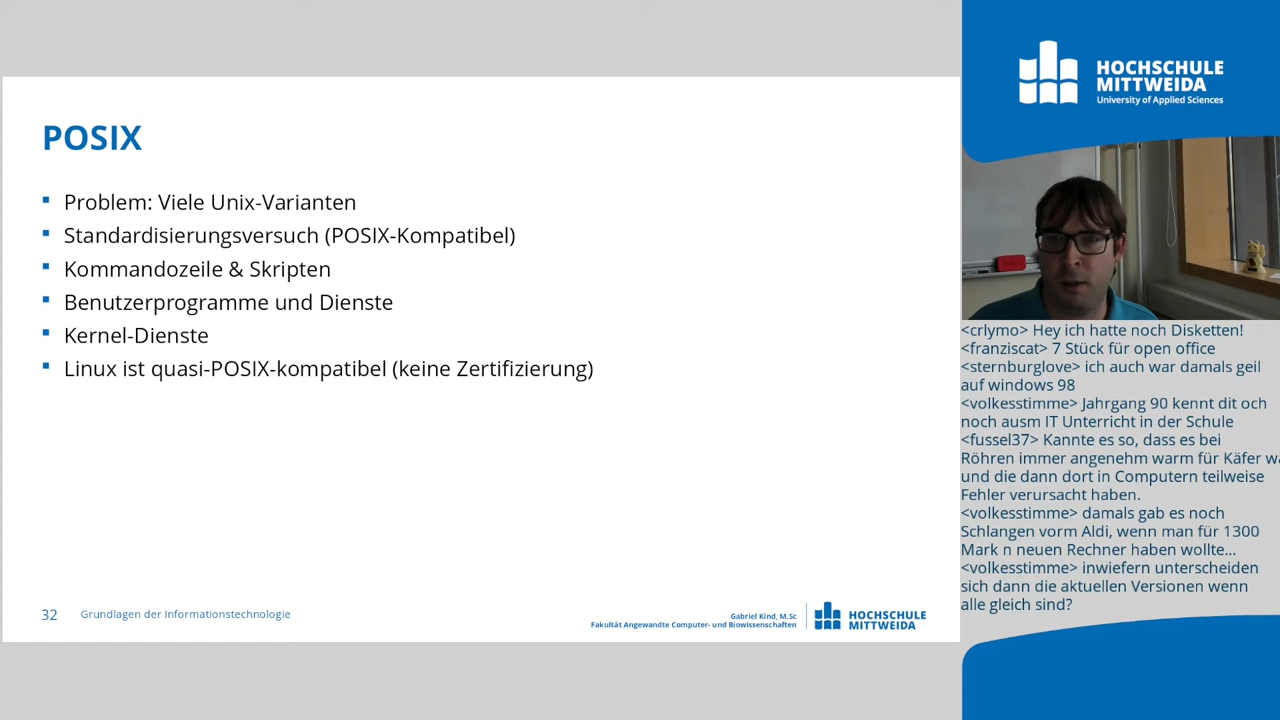 POSIX
Problem: Viele Unix-Varianten
Standardisierungsversuch (POSIX-Kompatibel)
Kommandozeile & Skripten
Benutzerprogramme und Dienste
Kernel-Dienste
Linux ist quasi-POSIX-kompatibel (keine Zertifizierung)
32 Grundlagen der Informationstechnologie
Gabriel Kind, M.Sc
Fakultät Angewandte Computer- und Biowissenschaften
HOCHSCHULE
MITTWEIDA
HOCHSCHULE
MITTWEIDA
University of Applied Sciences
<crlymo> Hey ich hatte noch Disketten!
<franziscat> 7 Stück für open office
<sternburglove> ich auch war damals geil
auf windows 98
<volkesstimme> Jahrgang 90 kennt dit och
noch ausm IT Unterricht in der Schule
<fussel37> Kannte es so, dass es bei
Röhren immer angenehm warm für Käfer wa
und die dann dort in Computern teilweise
Fehler verursacht haben.
<volkesstimme> damals gab es noch
Schlangen vorm Aldi, wenn man für 1300
Mark n neuen Rechner haben wollte...
<volkesstimme> inwiefern unterscheiden
sich dann die aktuellen Versionen wenn
alle gleich sind?